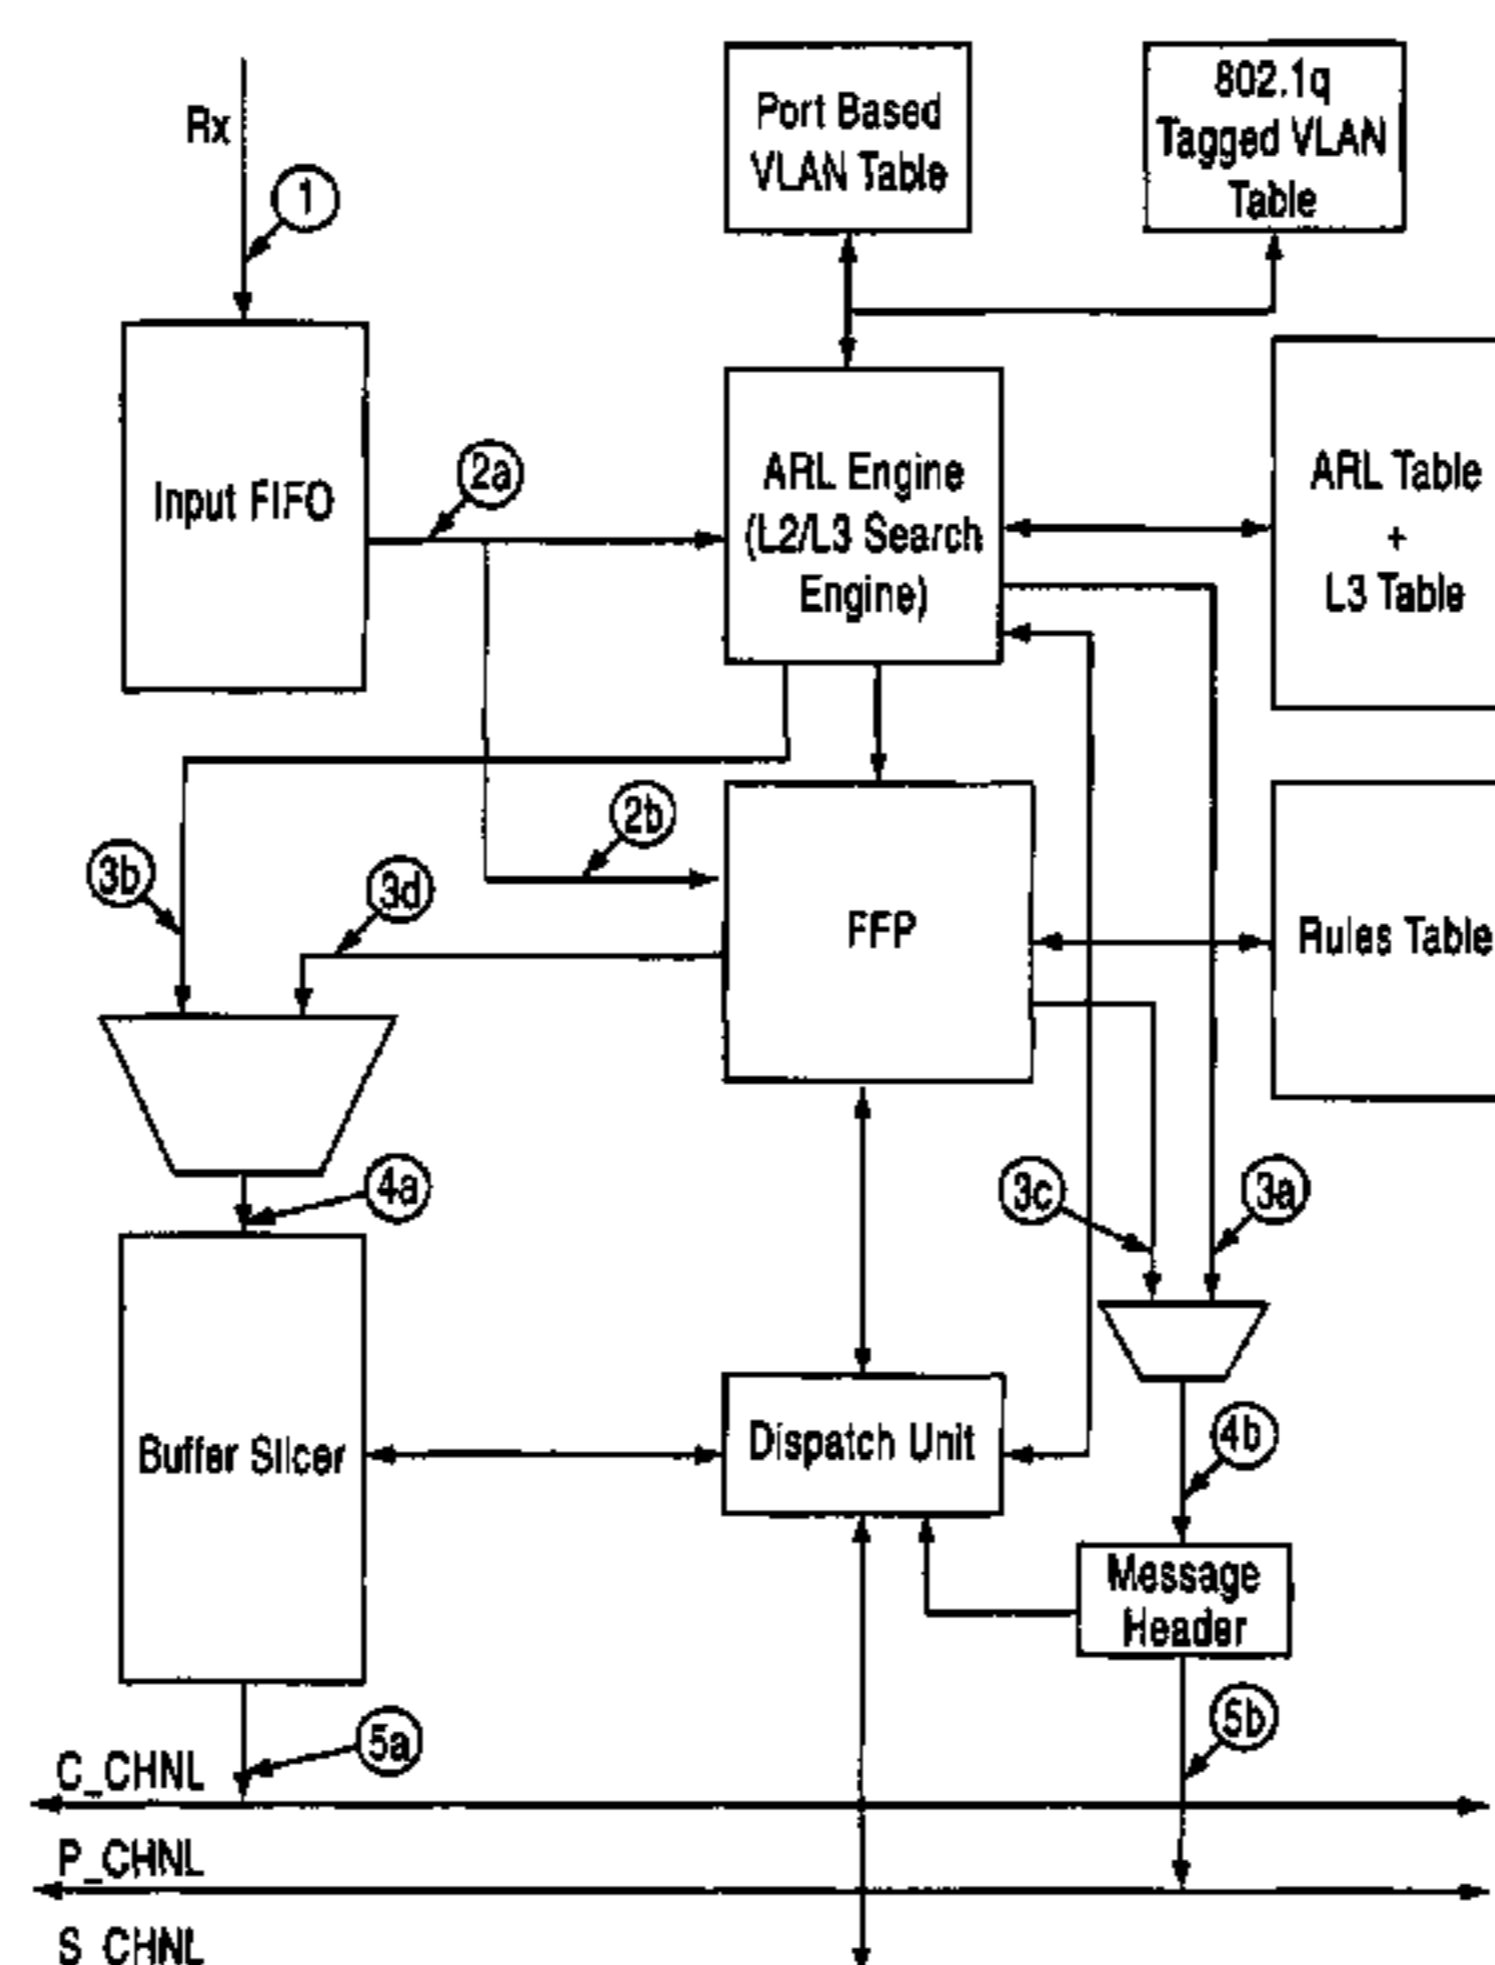 Rx
1
Port Based
VLAN Table
802.1q
Tagged VLAN
Table
Input FIFO
2a
ARL Engine
(L2/L3 Search
Engine)
ARL Table
+
L3 Table
2b
3b
3d
FFP
Rules Table
4a
3c
3a
Buffer Slicer
Dispatch Unit
4b
Message
Header
5a
5b
C_CHNL
P_CHNL
S_CHNL